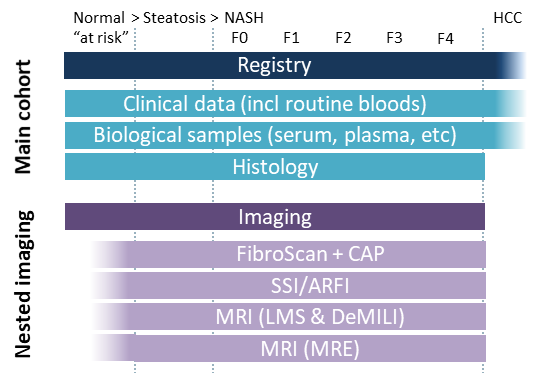 Normal > Steatosis > NASH HCC
"at risk” F0 F1 F2 F3 F4
Main cohort
Registry
Clinical data (incl routine bloods)
Biological samples (serum, plasma, etc)
Histology
Nested imaging
Imaging
FibroScan + CAP
SSI/ARFI
MRI (LMS & DeMILI)
MRI (MRE)